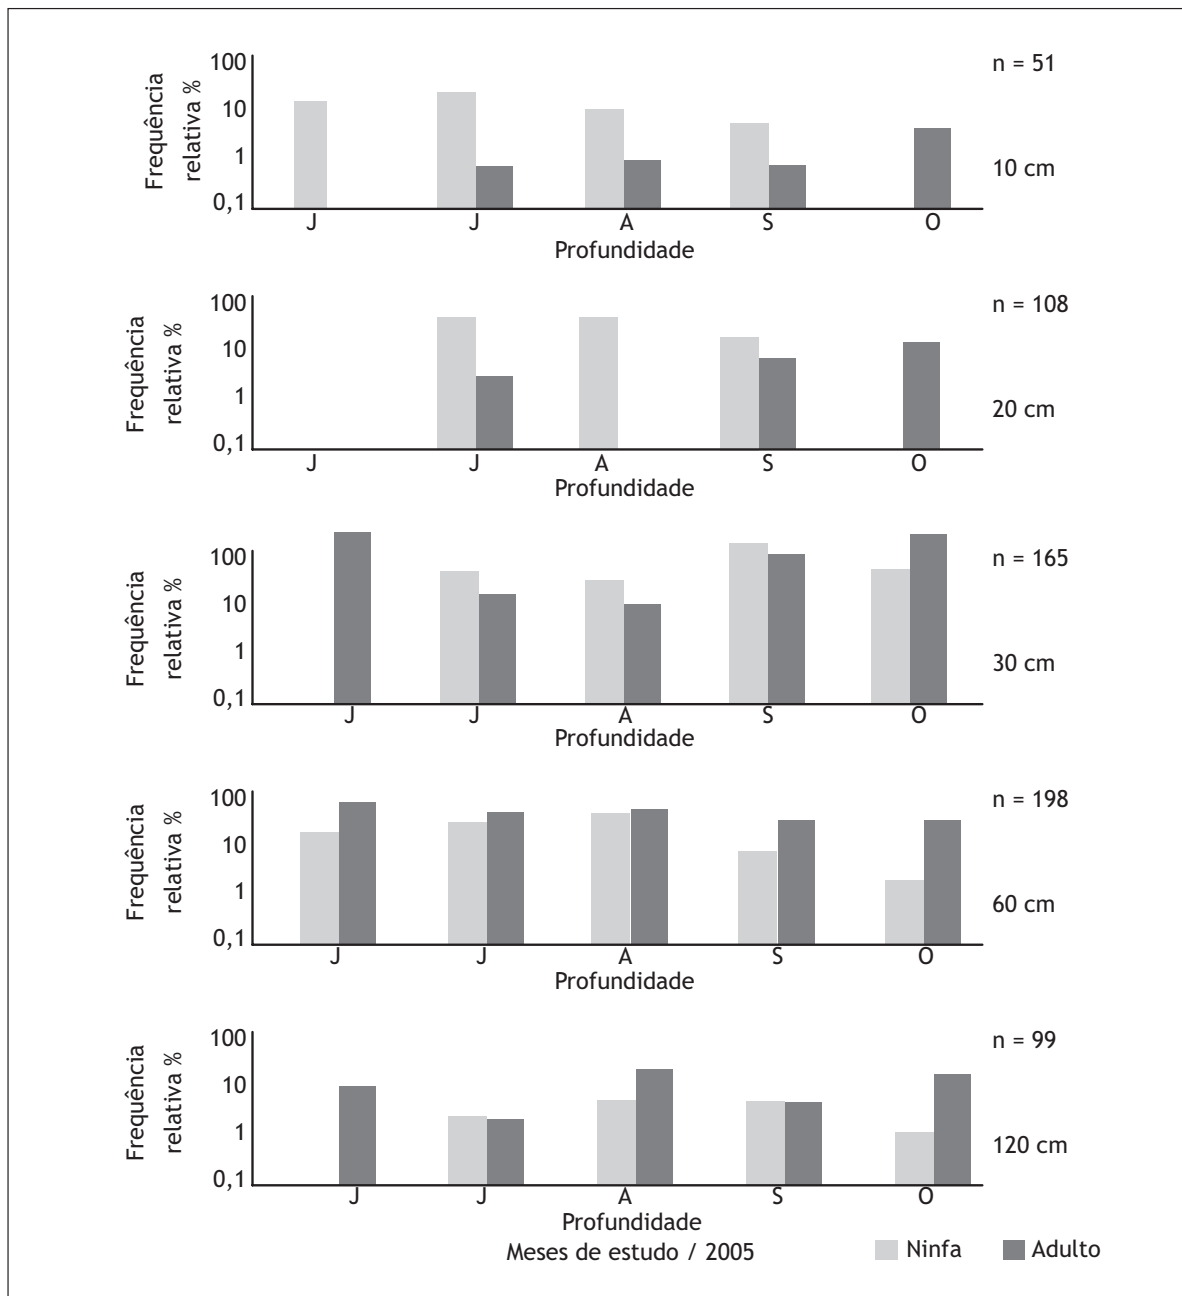 Frequência
relativa %
100
10
1
0,1
n = 51
10 cm
J J A S O
Profundidade
Frequência
relativa %
100
10
1
0,1
n = 108
20 cm
J J A S O
Profundidade
Frequência
relativa %
100
10
1
0,1
n = 165
30 cm
J J A S O
Profundidade
Frequência
relativa %
100
10
1
0,1
n = 198
60 cm
J J A S O
Profundidade
Frequência
relativa %
100
10
1
0,1
n = 99
120 cm
J J A S O
Profundidade
Meses de estudo / 2005
Ninfa Adulto